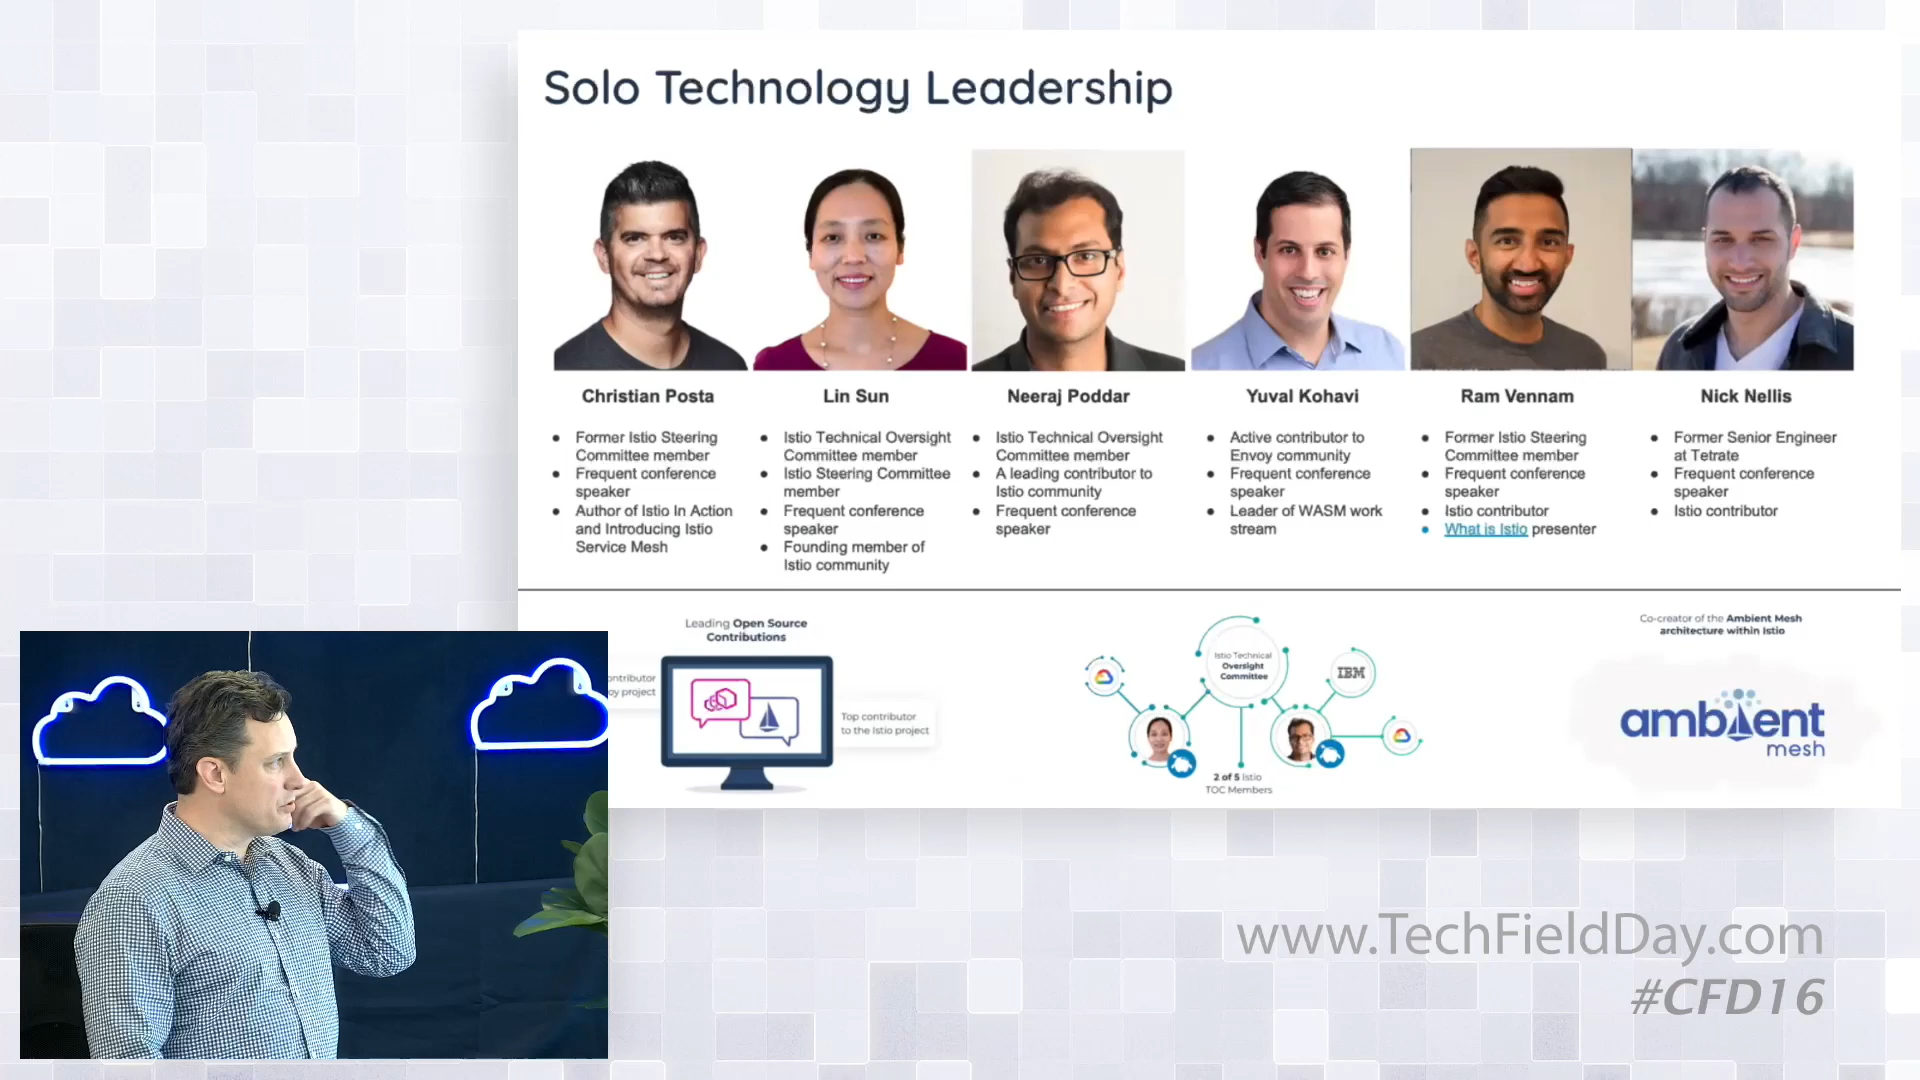 Solo Technology Leadership
Christian Posta
Former Istio Steering
Committee member
Frequent conference
speaker
Author of Istio In Action
and Introducing Istio
Service Mesh
Lin Sun
Istio Technical Oversight
Committee member
Istio Steering Committee
member
Frequent conference
speaker
Founding member of
Istio community
Neeraj Poddar
Istio Technical Oversight
Committee member
A leading contributor to
Istio community
Frequent conference
speaker
Yuval Kohavi
Active contributor to
Envoy community
Frequent conference
speaker
Leader of WASM work
stream
Ram Vennam
Former Istio Steering
Committee member
Frequent conference
speaker
Istio contributor
What is Istio presenter
Nick Nellis
Former Senior Engineer
at Tetrate
Frequent conference
speaker
Istio contributor
Leading Open Source
Contributions
project
Top contributor
to the Istio project
Istio Technical
Oversight
Committee
IBM
2 of 5 Istio
TOC Members
Co-creator of the Ambient Mesh
architecture within Istio
ambient
mesh
www.TechFieldDay.com
#CFD16